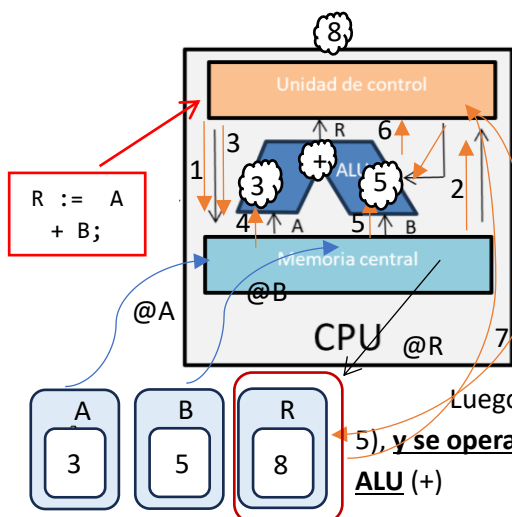 8
Unidad de control
R
6
3
1
+
ALU
3
5
2
R := A
+ B;
4
A
5
B
Memoria central
@B
@A
CPU
@R
7
A
B
R
Luego
3
5
8
5), y se opera
ALU (+)